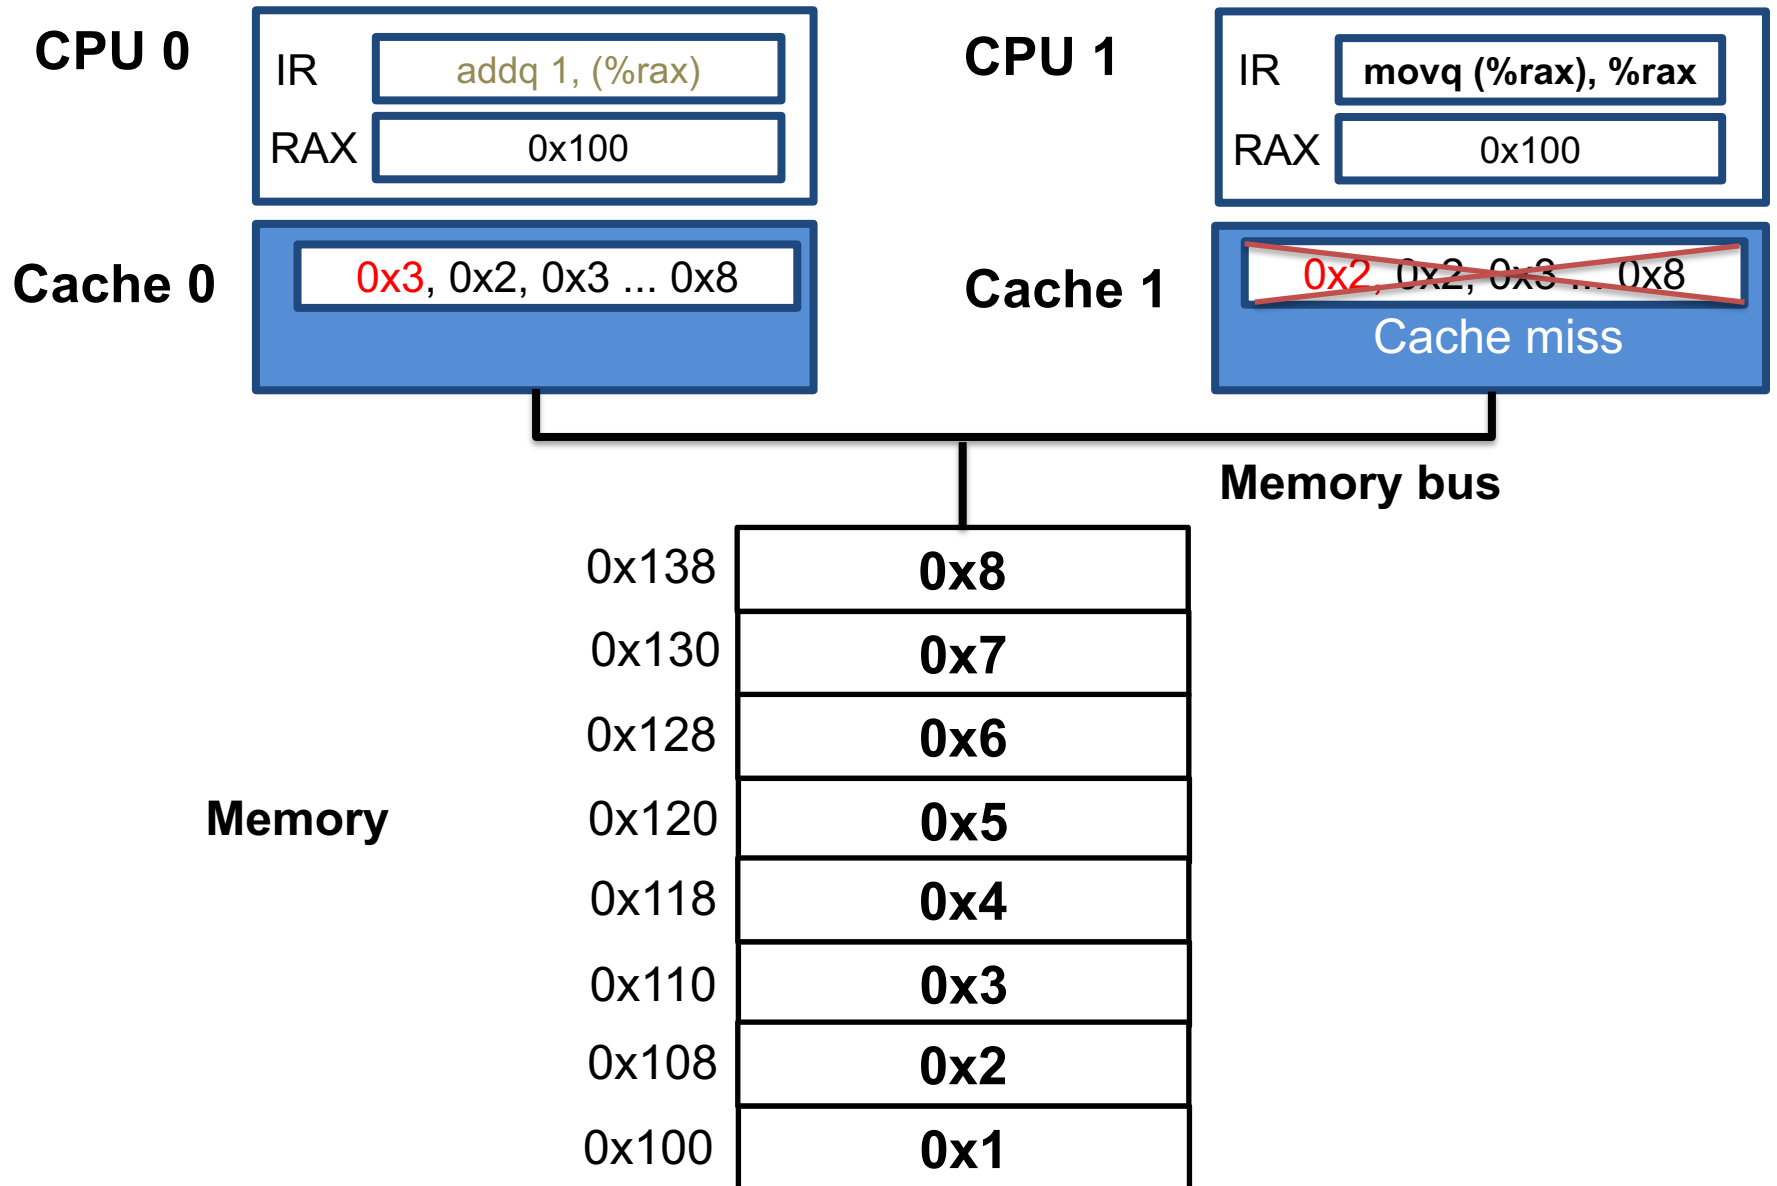 CPU 0
IR
addq 1, (%rax)
RAX
0x100
CPU 1
IR
movq (%rax), %rax
RAX
0x100
Cache 0
0x3, 0x2, 0x3 ... 0x8
Cache 1
0x2, 0x2, 0x3 ... 0x8
Cache miss
Memory bus
Memory
0x138 0x8
0x130 0x7
0x128 0x6
0x120 0x5
0x118 0x4
0x110 0x3
0x108 0x2
0x100 0x1